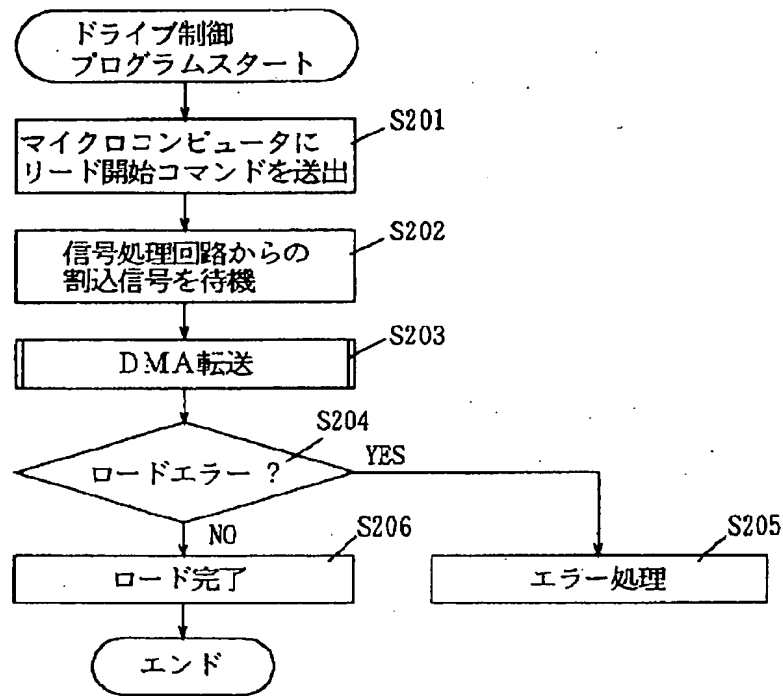 ドライブ制御
プログラムスタート
S201
マイクロコンピュータに
リード開始コマンドを送出
S202
信号処理回路からの
割込信号を待機
S203
DMA転送
S204
ロードエラー ?
YES
NO
S206
S205
ロード完了
エラー処理
エンド